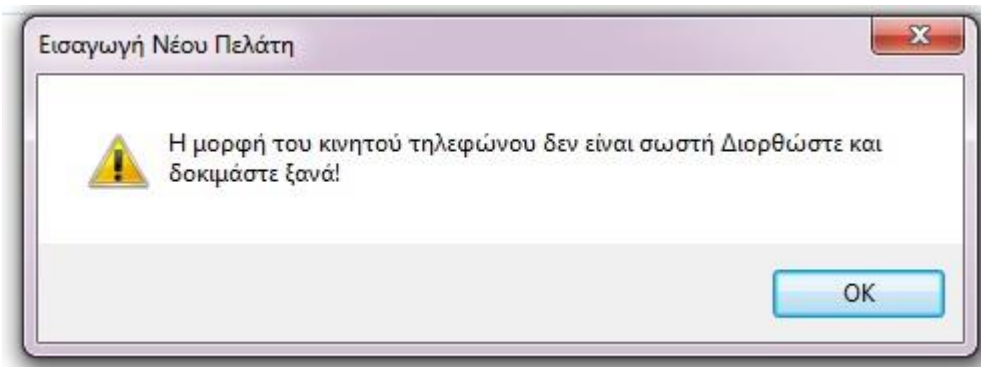 Εισαγωγή Νέου Πελάτη
Η μορφή του κινητού τηλεφώνου δεν είναι σωστή Διορθώστε και
δοκιμάστε ξανά!
OK